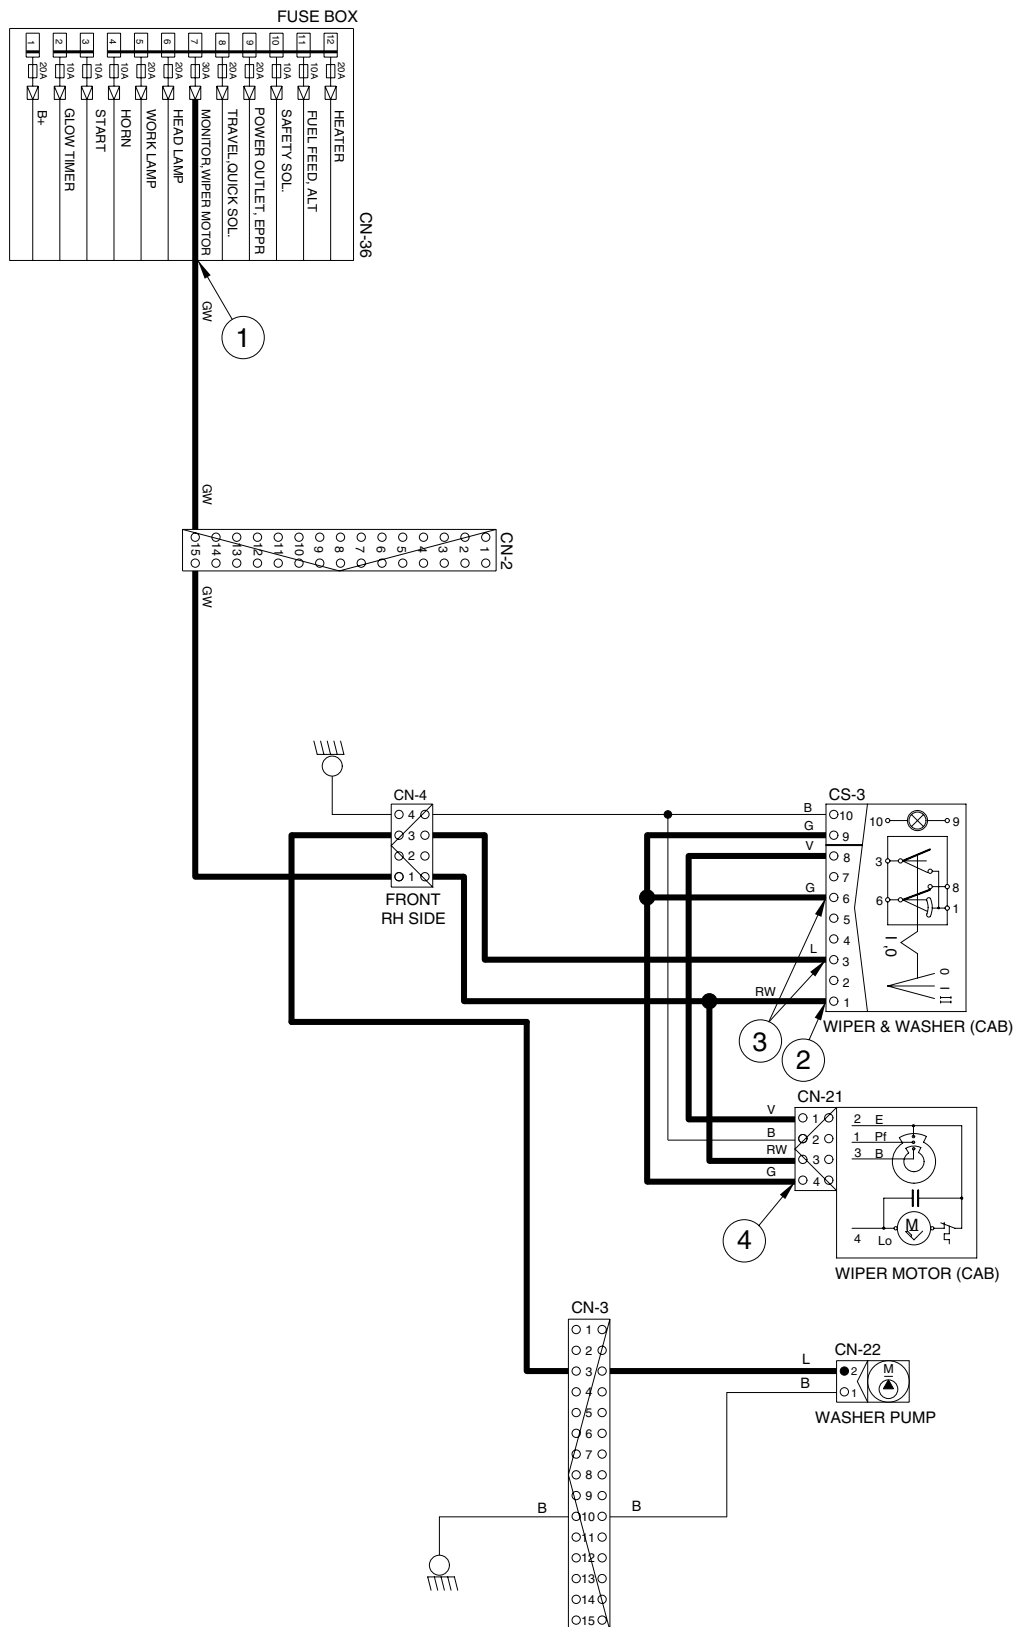 FUSE BOX
1 2 3 4 5 6 7 8 9 10 11 12
20A 10A 10A 10A 20A 20A 30A 20A 20A 10A 10A 20A
B+
GLOW TIMER
START
HORN
WORK LAMP
HEAD LAMP
MONITOR,WIPER MOTOR
TRAVEL,QUICK SOL.
POWER OUTLET, EPPR
SAFETY SOL.
FUEL FEED, ALT
HEATER
CN-36
GW
1
GW
15 14 13 12 11 10 9 8 7 6 5 4 3 2 1
CN-2
GW
CN-4
4
3
2
1
FRONT
RH SIDE
CS-3
B 10
G 9
V 8
7
G 6
5
4
L 3
2
RW 1
10 9
3
8
6
1
1,0
0
I
II
WIPER & WASHER (CAB)
3
2
CN-21
V 1
B 2
RW 3
G 4
2 E
1 Pf
3 B
M
4 Lo
4
WIPER MOTOR (CAB)
CN-3
1
2
3
4
5
6
7
8
9
10
11
12
13
14
15
B
B
L
B
CN-22
2
1
M
WASHER PUMP